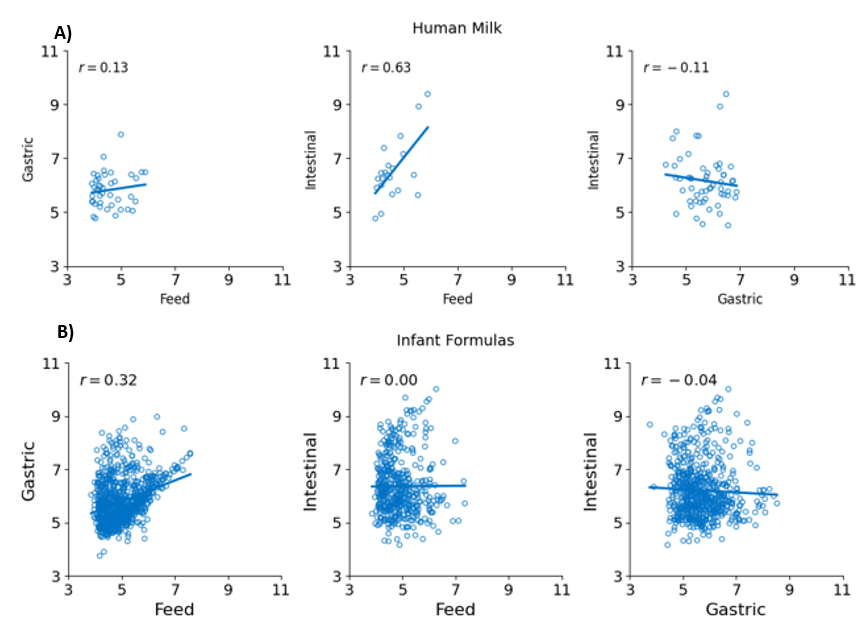 A)
Human Milk
11
9
7
5
3
Gastric
r = 0.13
3 5 7 9 11
Feed
11
9
7
5
3
Intestinal
r = 0.63
3 5 7 9 11
Feed
11
9
7
5
3
Intestinal
r = − 0.11
3 5 7 9 11
Gastric
B)
Infant Formulas
11
9
7
5
3
Gastric
r = 0.32
3 5 7 9 11
Feed
11
9
7
5
3
Intestinal
r = 0.00
3 5 7 9 11
Feed
11
9
7
5
3
Intestinal
r = − 0.04
3 5 7 9 11
Gastric